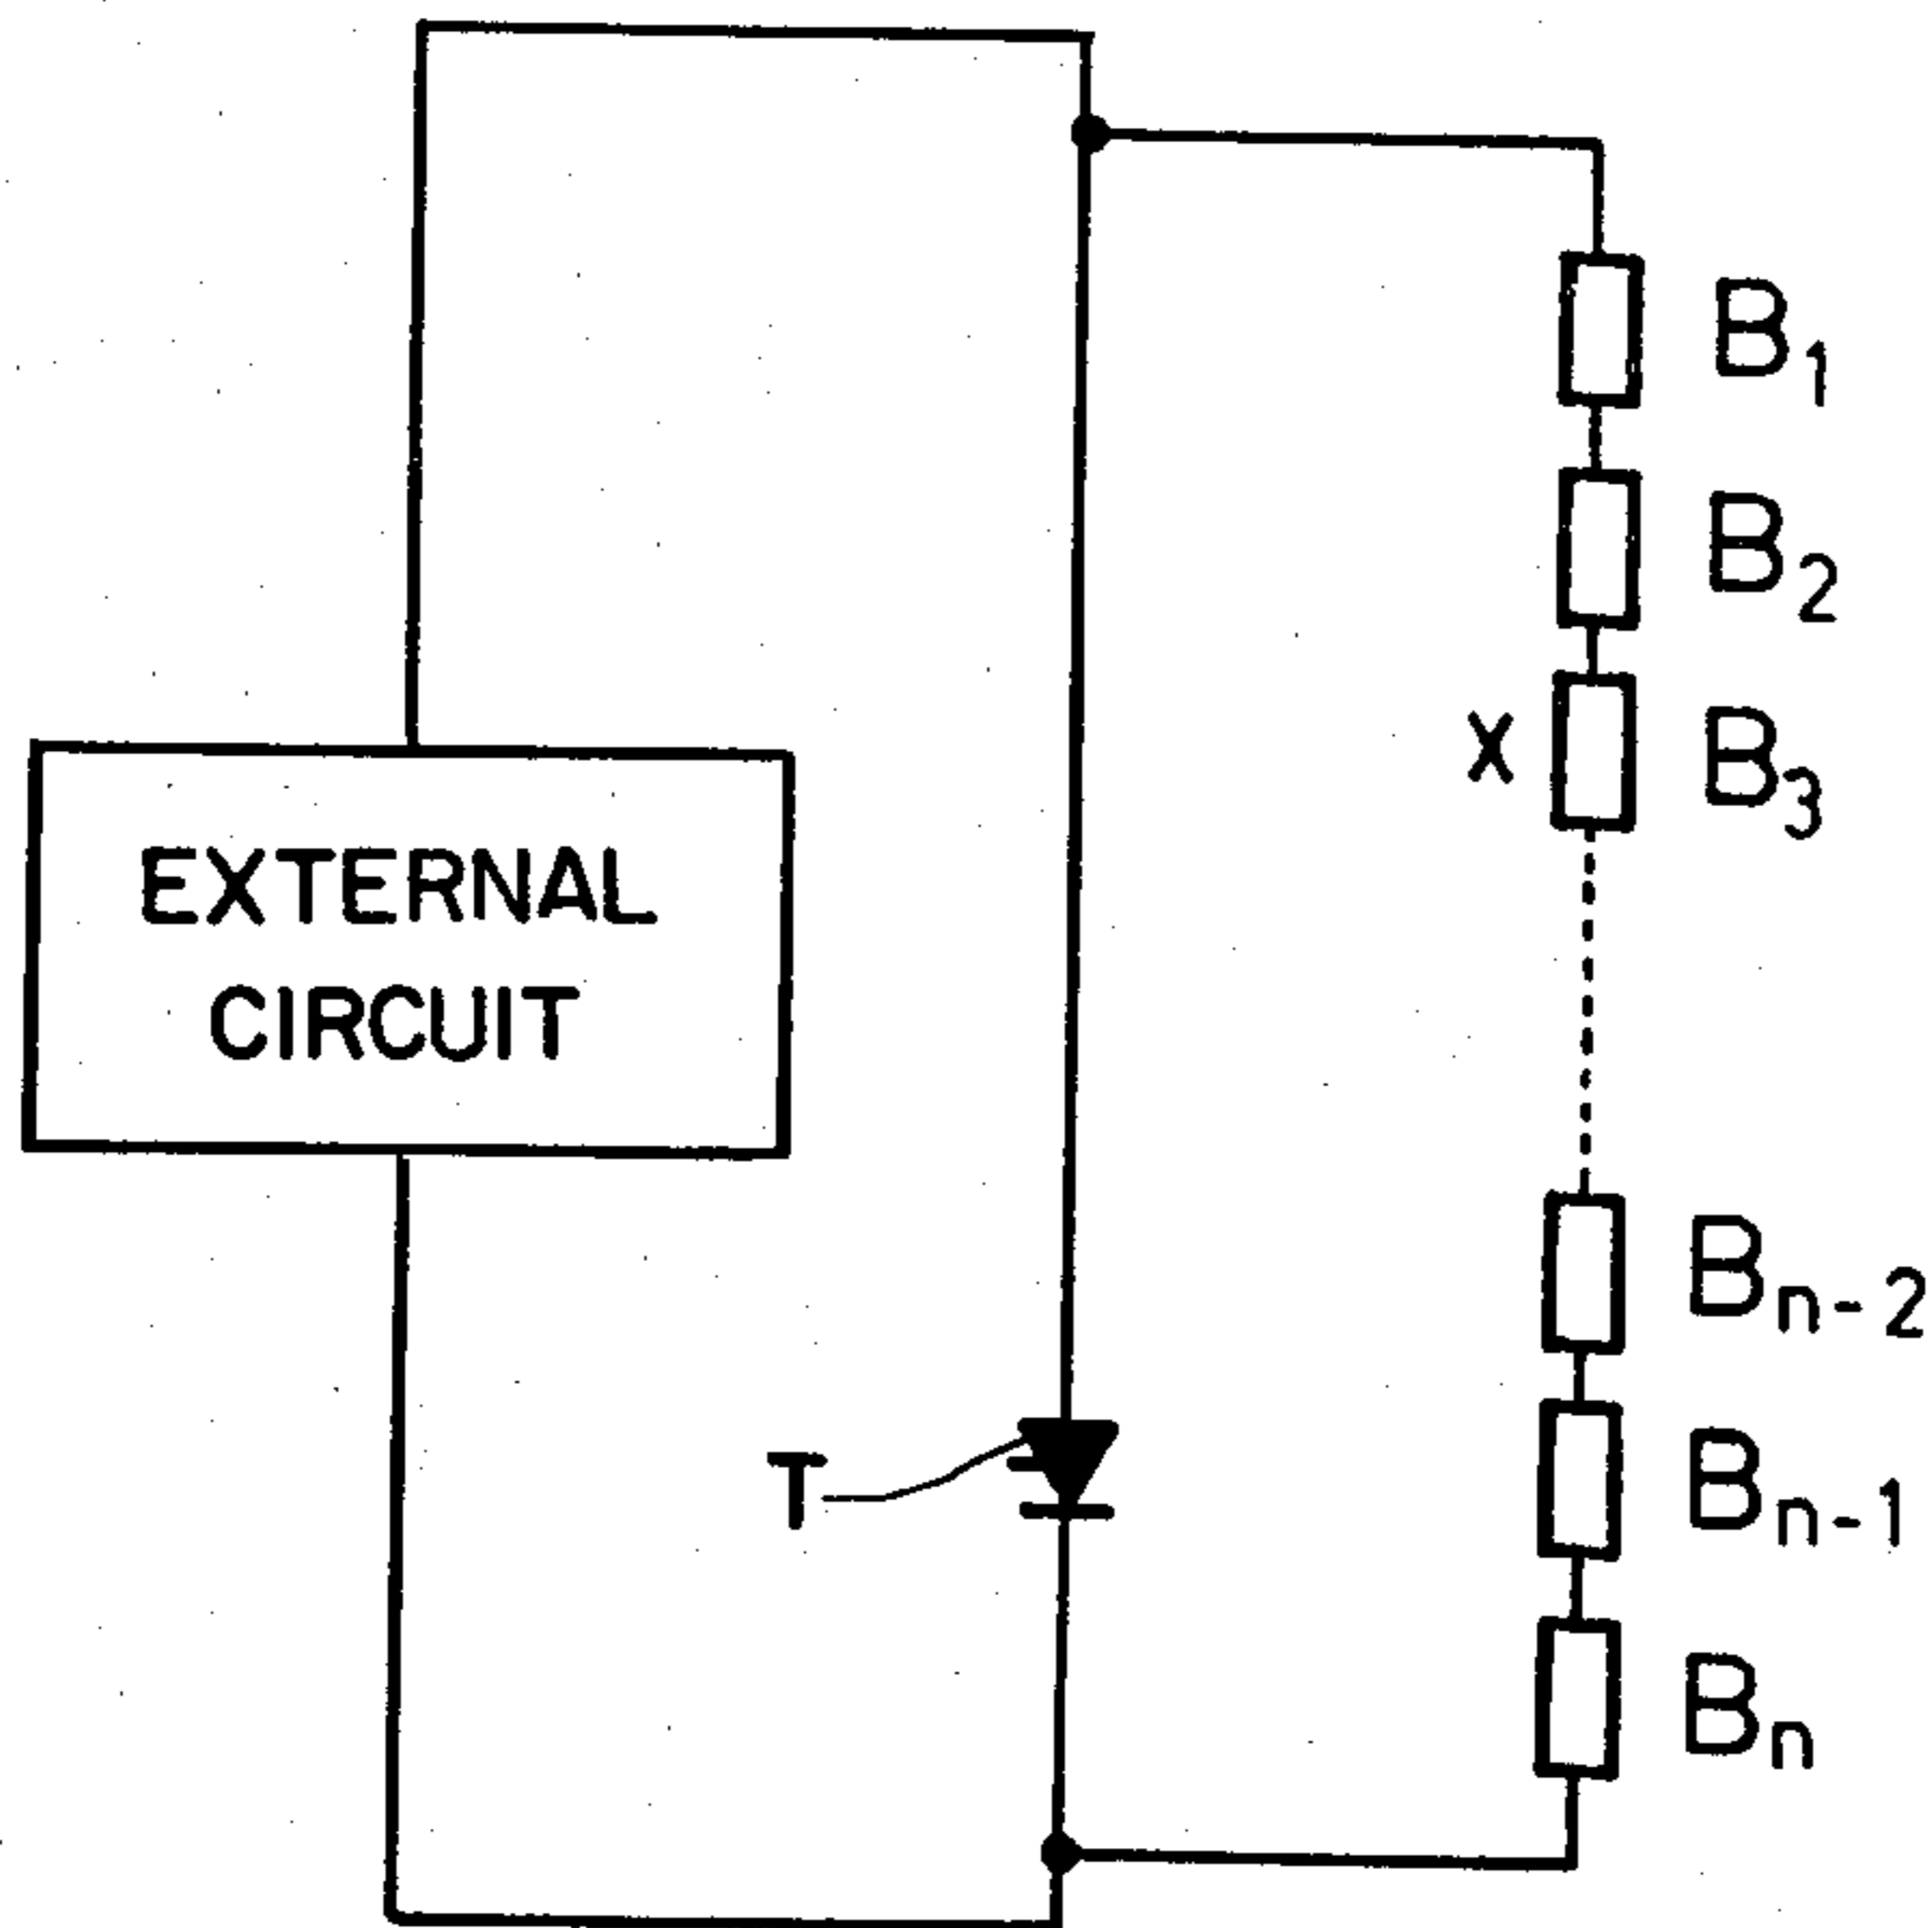 B1
B2
X B3
EXTERNAL
CIRCUIT
Bn-2
T
Bn-1
Bn